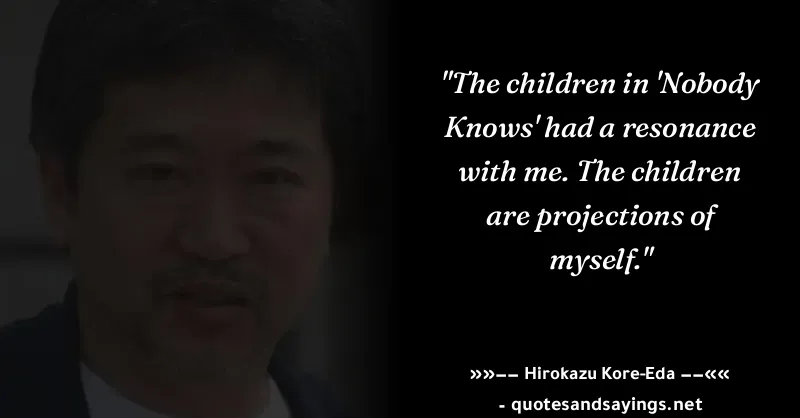 "The children in 'Nobody
Knows' had a resonance
with me. The children
are projections of
myself."
»»–– Hirokazu Kore-Eda ––««
- quotesandsayings.net